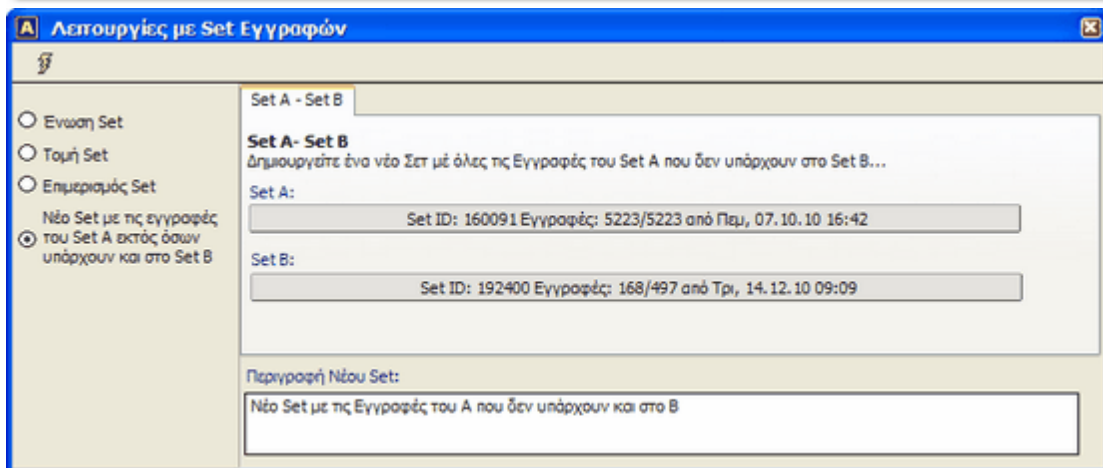 A Λειτουργίες με Set Εγγραφών
Ένωση Set
Τομή Set
Επιμερισμός Set
Νέο Set με τις εγγραφές
του Set A εκτός όσων
υπάρχουν και στο Set B
Set A - Set B
Set A- Set B
Δημιουργείτε ένα νέο Σετ μέ όλες τις Εγγραφές του Set A που δεν υπάρχουν στο Set B...
Set A:
Set ID: 160091 Εγγραφές: 5223/5223 από Πεμ, 07.10.10 16:42
Set B:
Set ID: 192400 Εγγραφές: 168/497 από Τρι, 14.12.10 09:09
Περιγραφή Νέου Set:
Νέο Set με τις Εγγραφές του A που δεν υπάρχουν και στο B